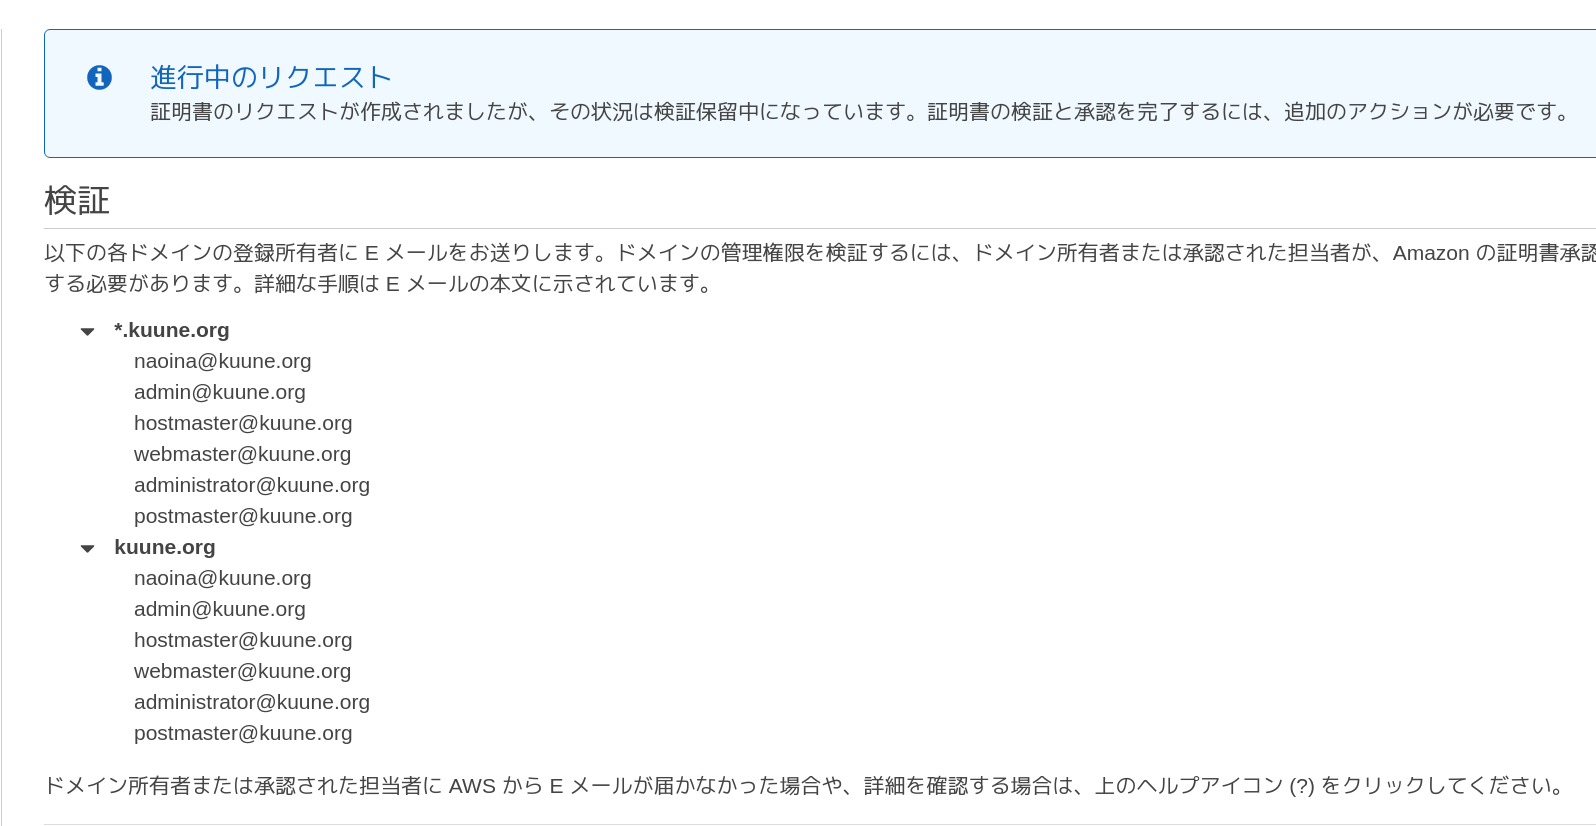 進行中のリクエスト
証明書のリクエストが作成されましたが、その状況は検証保留中になっています。証明書の検証と承認を完了するには、追加のアクションが必要です。
検証
以下の各ドメインの登録所有者に E メールをお送りします。ドメインの管理権限を検証するには、ドメイン所有者または承認された担当者が、Amazon の証明書承認
する必要があります。詳細な手順は E メールの本文に示されています。
*.kuune.org
naoina@kuune.org
admin@kuune.org
hostmaster@kuune.org
webmaster@kuune.org
administrator@kuune.org
postmaster@kuune.org
kuune.org
naoina@kuune.org
admin@kuune.org
hostmaster@kuune.org
webmaster@kuune.org
administrator@kuune.org
postmaster@kuune.org
ドメイン所有者または承認された担当者に AWS から E メールが届かなかった場合や、詳細を確認する場合は、上のヘルプアイコン (?) をクリックしてください。